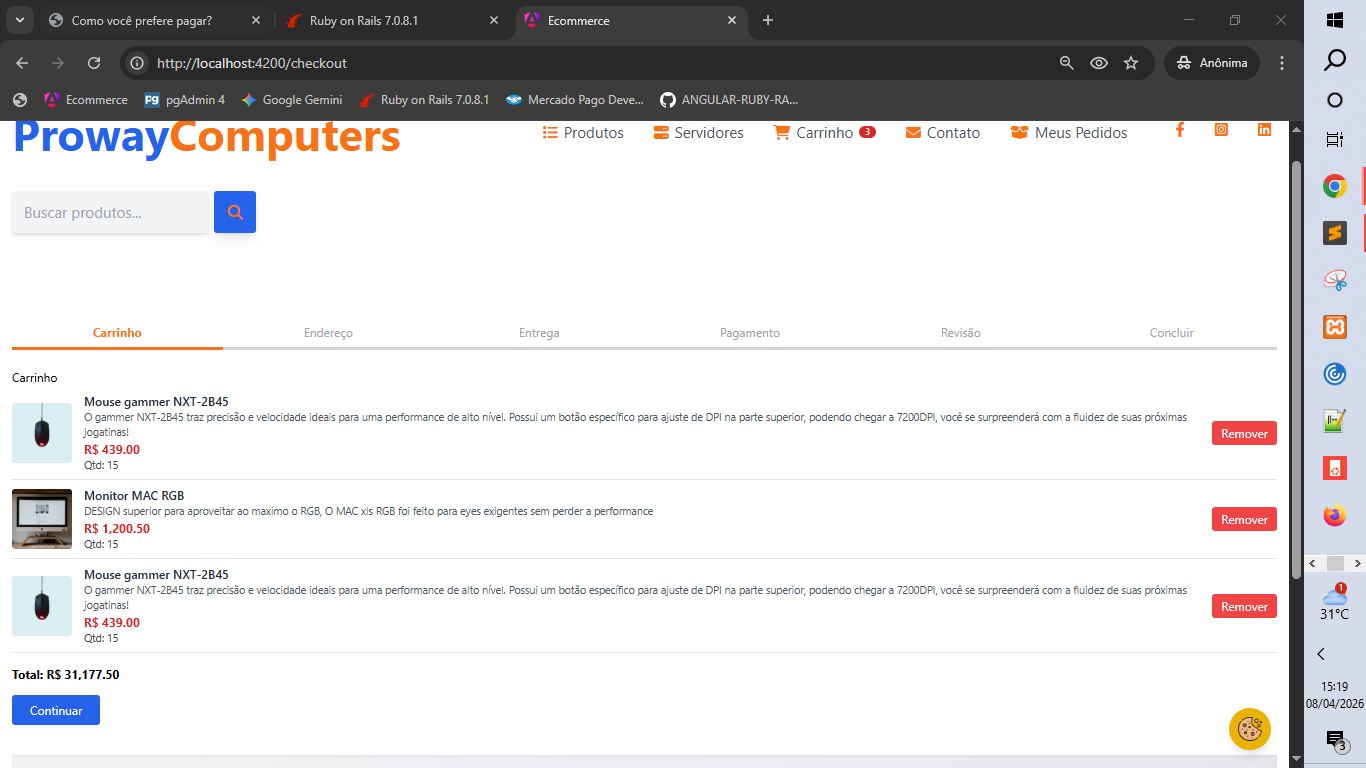 Como você prefere pagar?
Ruby on Rails 7.0.8.1
Ecommerce
http://localhost:4200/checkout
Anônima
Ecommerce
pgAdmin 4
Google Gemini
Ruby on Rails 7.0.8.1
Mercado Pago Deve...
ANGULAR-RUBY-RA...
ProwayComputers
Produtos
Servidores
Carrinho 3
Contato
Meus Pedidos
Buscar produtos...
Carrinho
Endereço
Entrega
Pagamento
Revisão
Concluir
Carrinho
Mouse gammer NXT-2B45
O gammer NXT-2B45 traz precisão e velocidade ideais para uma performance de alto nível. Possui um botão específico para ajuste de DPI na parte superior, podendo chegar a 7200DPI, você se surpreenderá com a fluidez de suas próximas
jogatinas!
R$ 439.00
Qtd: 15
Remover
Monitor MAC RGB
DESIGN superior para aproveitar ao maximo o RGB, O MAC xls RGB foi feito para eyes exigentes sem perder a performance
R$ 1,200.50
Qtd: 15
Remover
Mouse gammer NXT-2B45
O gammer NXT-2B45 traz precisão e velocidade ideais para uma performance de alto nível. Possui um botão específico para ajuste de DPI na parte superior, podendo chegar a 7200DPI, você se surpreenderá com a fluidez de suas próximas
jogatinas!
R$ 439.00
Qtd: 15
Remover
Total: R$ 31,177.50
Continuar
1
31°C
15:19
08/04/2026
3